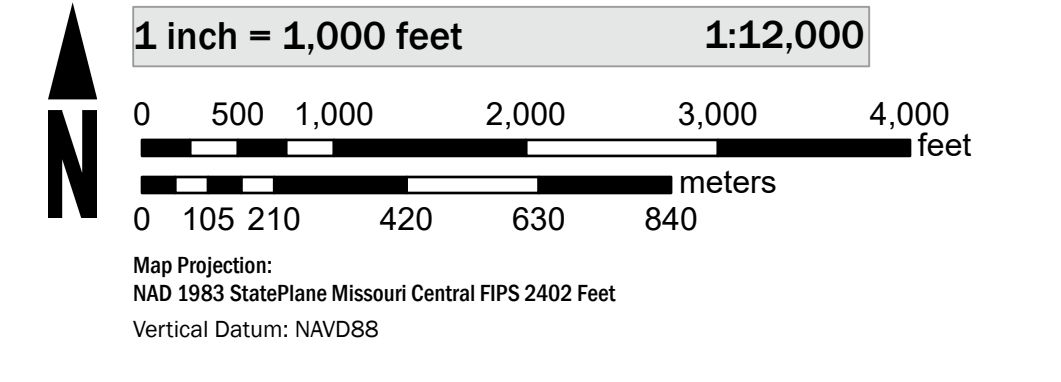 1 inch = 1,000 feet 1:12,000
0 500 1,000 2,000 3,000 4,000
feet
meters
0 105 210 420 630 840
N
Map Projection:
NAD 1983 StatePlane Missouri Central FIPS 2402 Feet
Vertical Datum: NAVD88